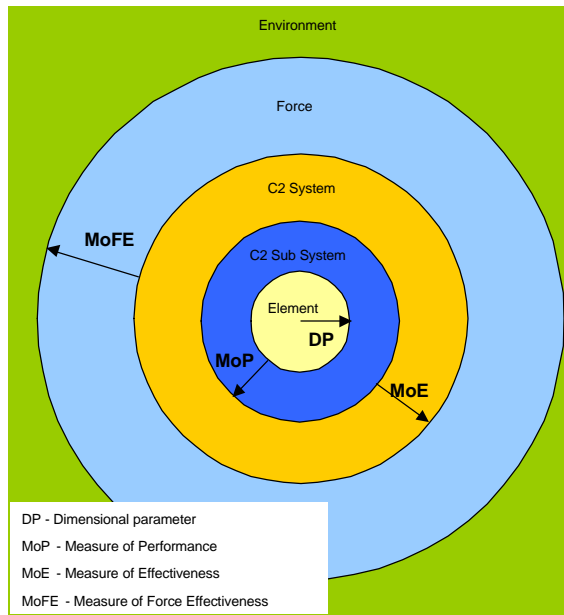 Environment
Force
C2 System
MoFE
C2 Sub System
Element
DP
MoP
MoE
DP - Dimensional parameter
MoP - Measure of Performance
MoE - Measure of Effectiveness
MoFE - Measure of Force Effectiveness